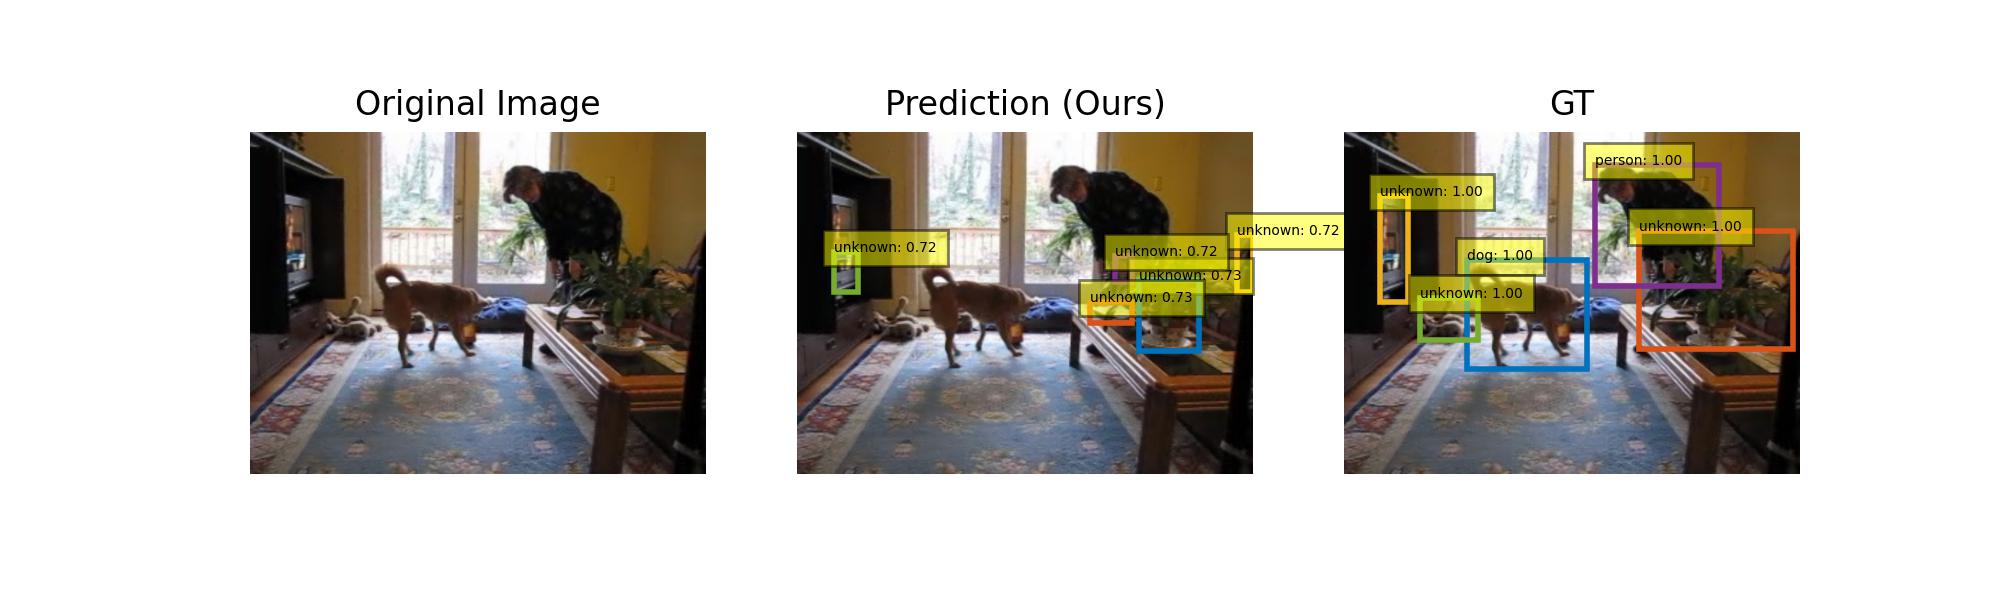 Original Image
Prediction (Ours)
GT
unknown: 0.72
unknown: 0.72
unknown: 0.72
unknown: 0.73
unknown: 0.73
person: 1.00
unknown: 1.00
unknown: 1.00
dog: 1.00
unknown: 1.00